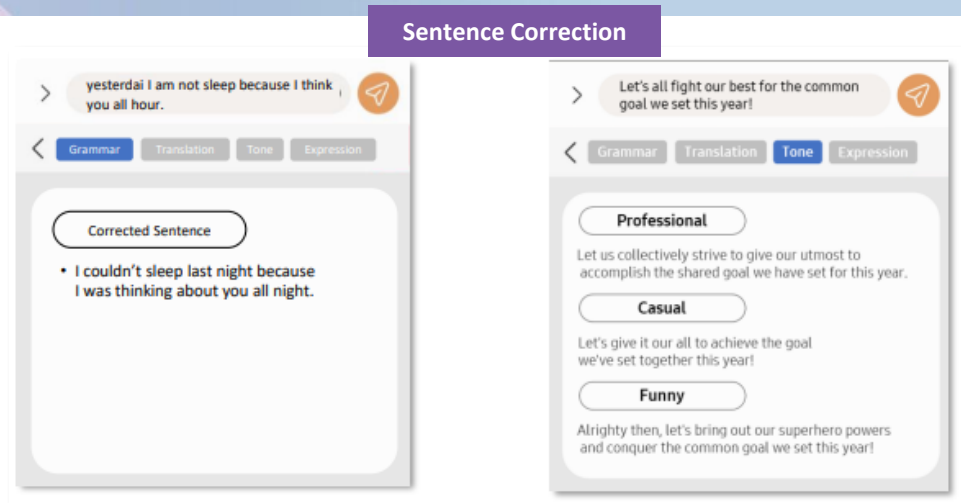 Sentence Correction
yesterdai I am not sleep because I think
you all hour.
Grammar Translation Tone Expression
Corrected Sentence
• I couldn't sleep last night because
I was thinking about you all night.
Let's all fight our best for the common
goal we set this year!
Grammar Translation Tone Expression
Professional
Let us collectively strive to give our utmost to
accomplish the shared goal we have set for this year.
Casual
Let's give it our all to achieve the goal
we've set together this year!
Funny
Alrighty then, let's bring out our superhero powers
and conquer the common goal we set this year!